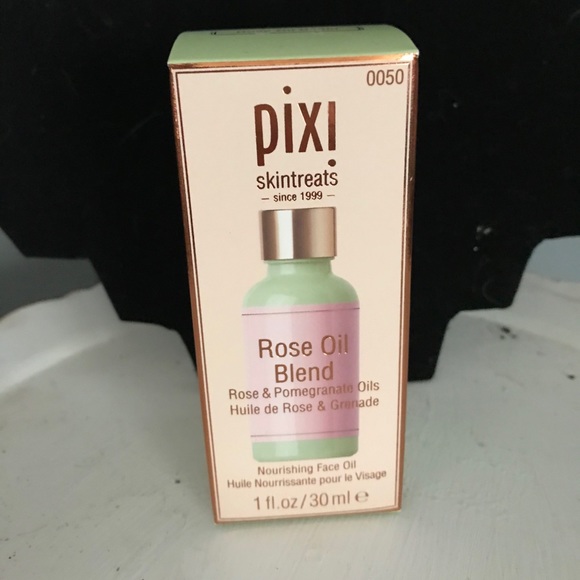 0050
pixi
skintreats
– since 1999 –
Rose Oil
Blend
Rose & Pomegranate Oils
Huile de Rose & Grenade
Nourishing Face Oil
Huile Nourrissante pour le Visage
1 fl.oz/30 ml ℮